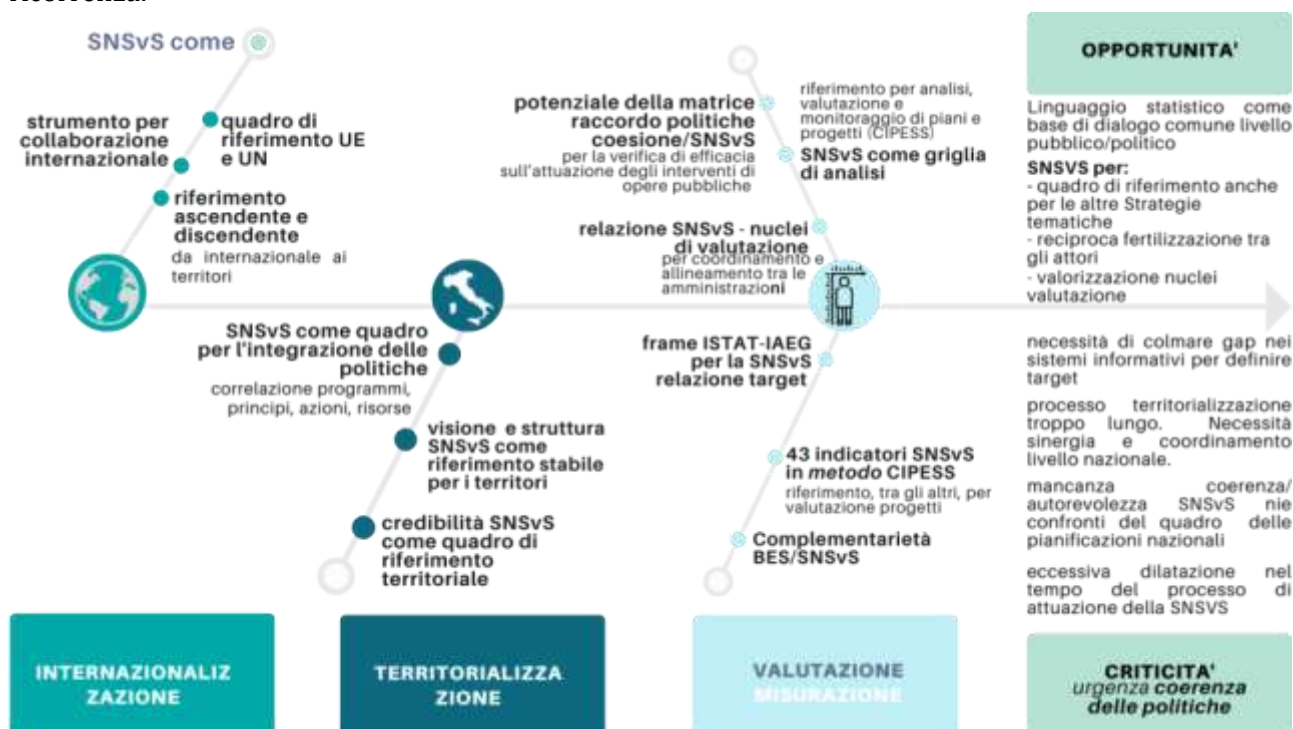 SNSvS come
strumento per
collaborazione
internazionale
quadro di
riferimento UE
e UN
riferimento
ascendente e
discendente
da internazionale ai
territori
SNSvS come quadro
per l'integrazione delle
politiche
correlazione programmi,
principi, azioni, risorse
visione e struttura
SNSvS come
riferimento stabile
per i territori
credibilità SNSvS
come quadro di
riferimento
territoriale
potenziale della matrice
raccordo politiche
coesione/SNSvS
per la verifica di efficacia
sull'attuazione degli interventi di
opere pubbliche
riferimento per analisi,
valutazione e
monitoraggio di piani e
progetti (CIPESS)
SNSvS come griglia
di analisi
relazione SNSvS - nuclei
di valutazione
per coordinamento e
allineamento tra le
amministrazioni
frame ISTAT-IAEG
per la SNSvS
relazione target
43 indicatori SNSvS
in metodo CIPESS
riferimento, tra gli altri, per
valutazione progetti
Complementarietà
BES/SNSvS
OPPORTUNITA'
Linguaggio statistico come
base di dialogo comune livello
pubblico/politico
SNSVS per:
- quadro di riferimento anche
per le altre Strategie
tematiche
- reciproca fertilizzazione tra
gli attori
- valorizzazione nuclei
valutazione
necessità di colmare gap nei
sistemi informativi per definire
target
processo territorializzazione
troppo lungo. Necessità
sinergia e coordinamento
livello nazionale.
mancanza coerenza/
autorevolezza SNSvS nie
confronti del quadro delle
pianificazioni nazionali
eccessiva dilatazione nel
tempo del processo di
attuazione della SNSVS
INTERNAZIONALIZ
ZAZIONE
TERRITORIALIZZA
ZIONE
VALUTAZIONE
MISURAZIONE
CRITICITA'
urgenza coerenza
delle politiche